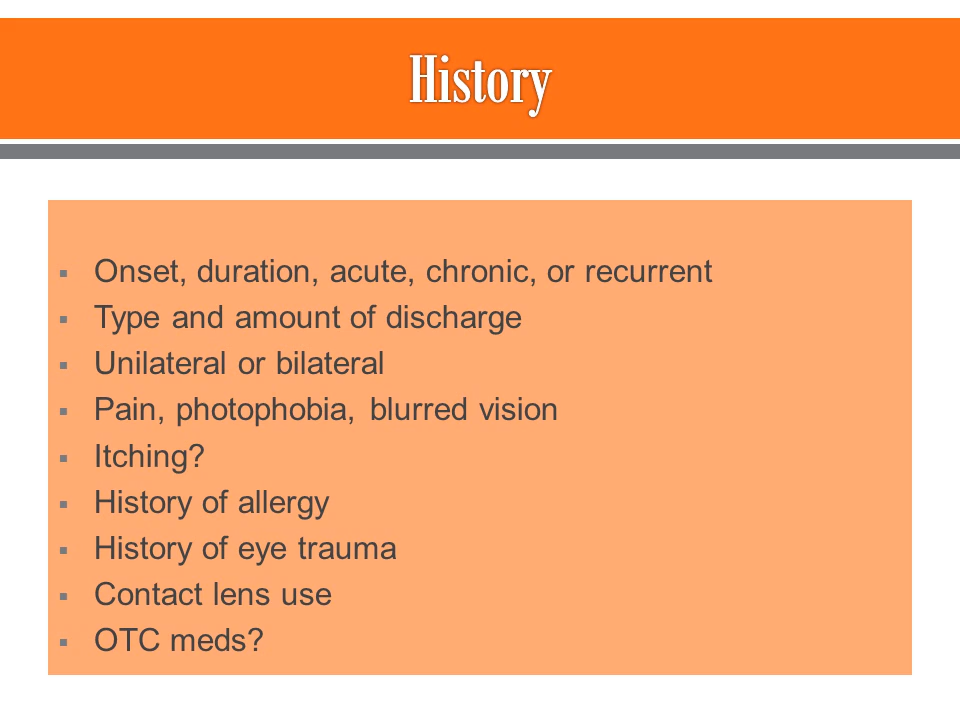 History
▪ Onset, duration, acute, chronic, or recurrent
▪ Type and amount of discharge
▪ Unilateral or bilateral
▪ Pain, photophobia, blurred vision
▪ Itching?
▪ History of allergy
▪ History of eye trauma
▪ Contact lens use
▪ OTC meds?